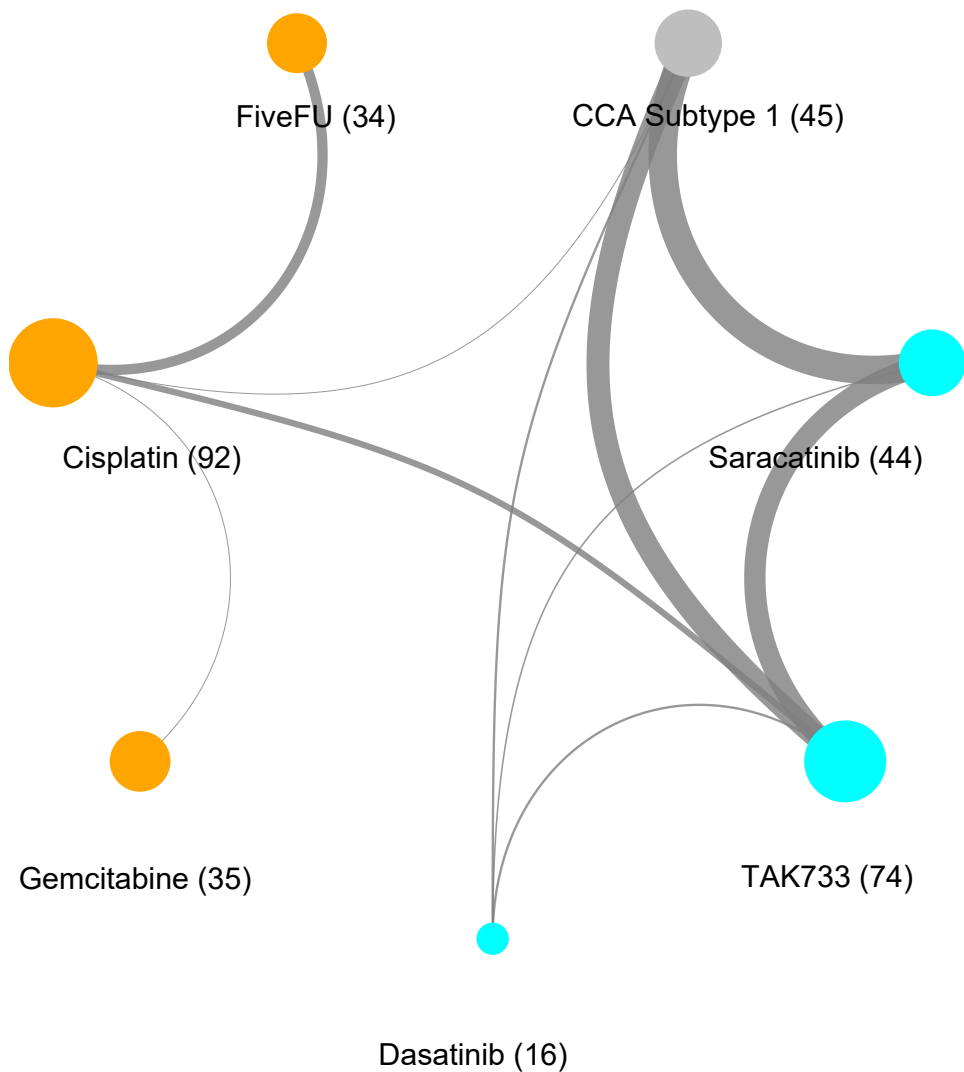 FiveFU (34)
CCA Subtype 1 (45)
Cisplatin (92)
Saracatinib (44)
Gemcitabine (35)
TAK733 (74)
Dasatinib (16)